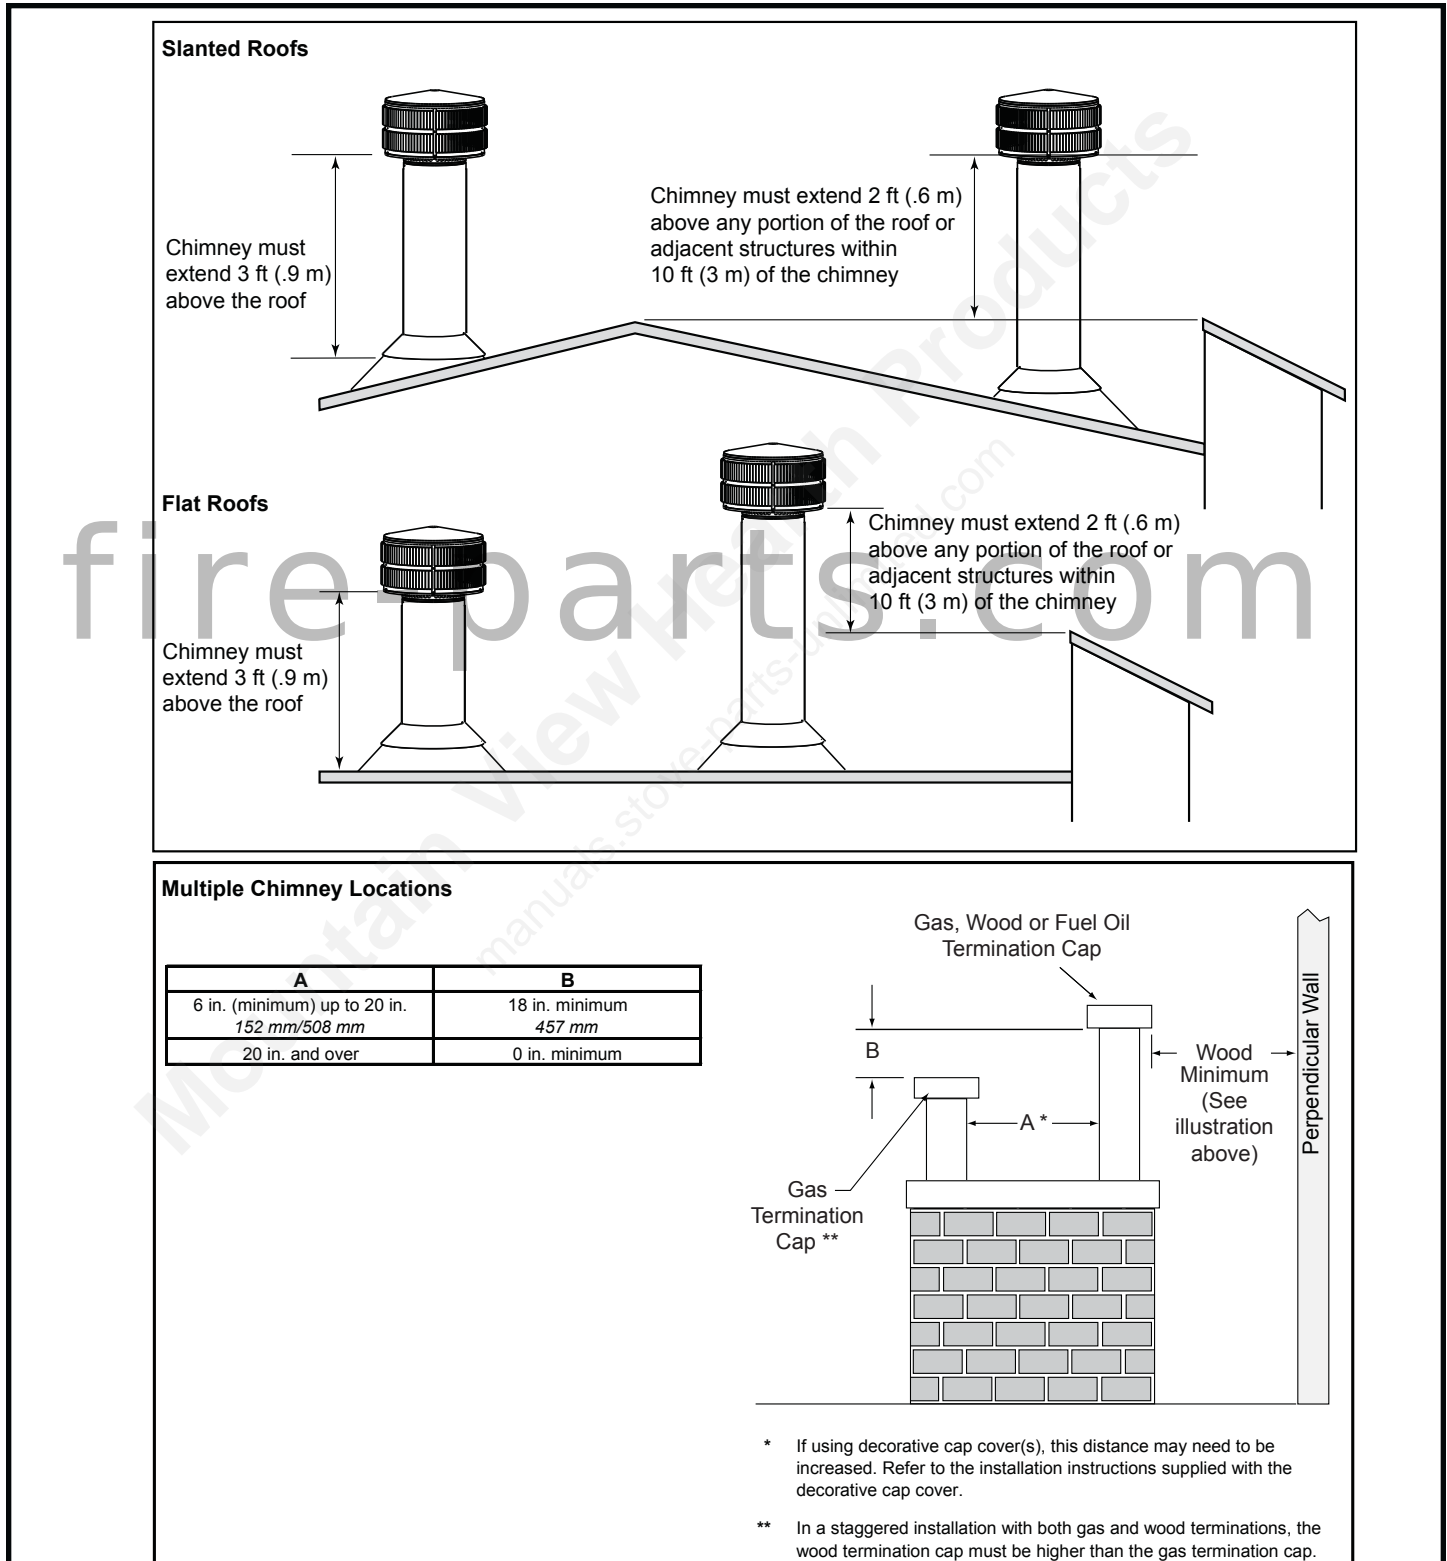 Slanted Roofs
Chimney must
extend 3 ft (.9 m)
above the roof
Chimney must extend 2 ft (.6 m)
above any portion of the roof or
adjacent structures within
10 ft (3 m) of the chimney
Flat Roofs
Chimney must
extend 3 ft (.9 m)
above the roof
Chimney must extend 2 ft (.6 m)
above any portion of the roof or
adjacent structures within
10 ft (3 m) of the chimney
fire-parts.com
Mountain View Hearth Products
manuals.stove-parts-unlimited.com
Multiple Chimney Locations
A B
6 in. (minimum) up to 20 in. 18 in. minimum
152 mm/508 mm 457 mm
20 in. and over 0 in. minimum
Gas, Wood or Fuel Oil
Termination Cap
B
A *
Wood
Minimum
(See
illustration
above)
Perpendicular Wall
Gas
Termination
Cap **
* If using decorative cap cover(s), this distance may need to be
increased. Refer to the installation instructions supplied with the
decorative cap cover.
** In a staggered installation with both gas and wood terminations, the
wood termination cap must be higher than the gas termination cap.